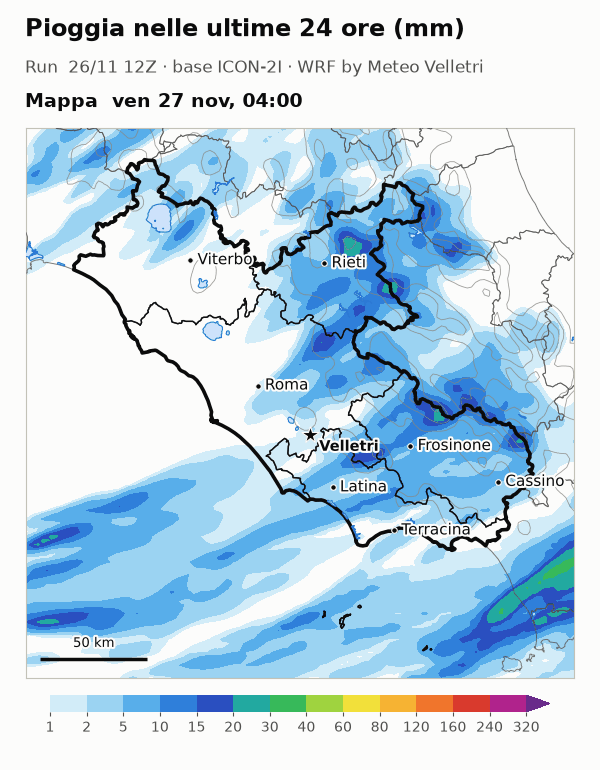 Pioggia nelle ultime 24 ore (mm)
Run 26/11 12Z · base ICON-2I · WRF by Meteo Velletri
Mappa ven 27 nov, 04:00
Viterbo
Rieti
Roma
Velletri
Frosinone
Latina
Cassino
Terracina
50 km
1 2 5 10 15 20 30 40 60 80 120 160 240 320